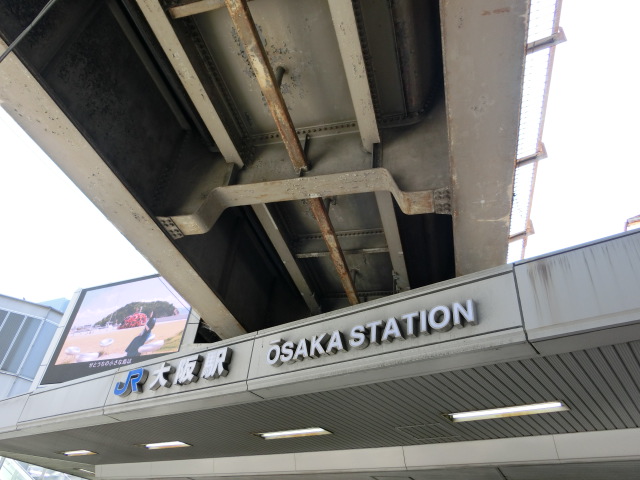 JR 大阪駅 OSAKA STATION